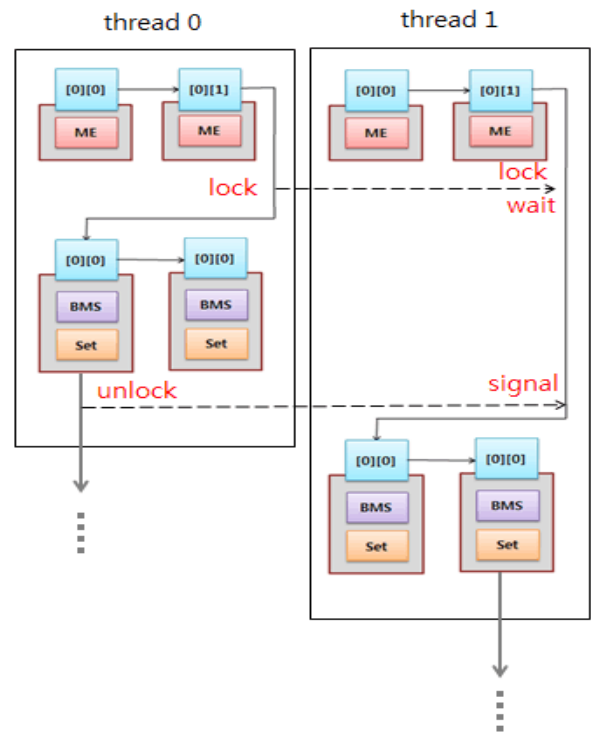 thread 0
thread 1
[0][0]
[0][1]
[0][0]
[0][1]
ME
ME
ME
ME
lock
lock
wait
[0][0]
[0][0]
BMS
BMS
Set
Set
unlock
signal
[0][0]
[0][0]
BMS
BMS
Set
Set